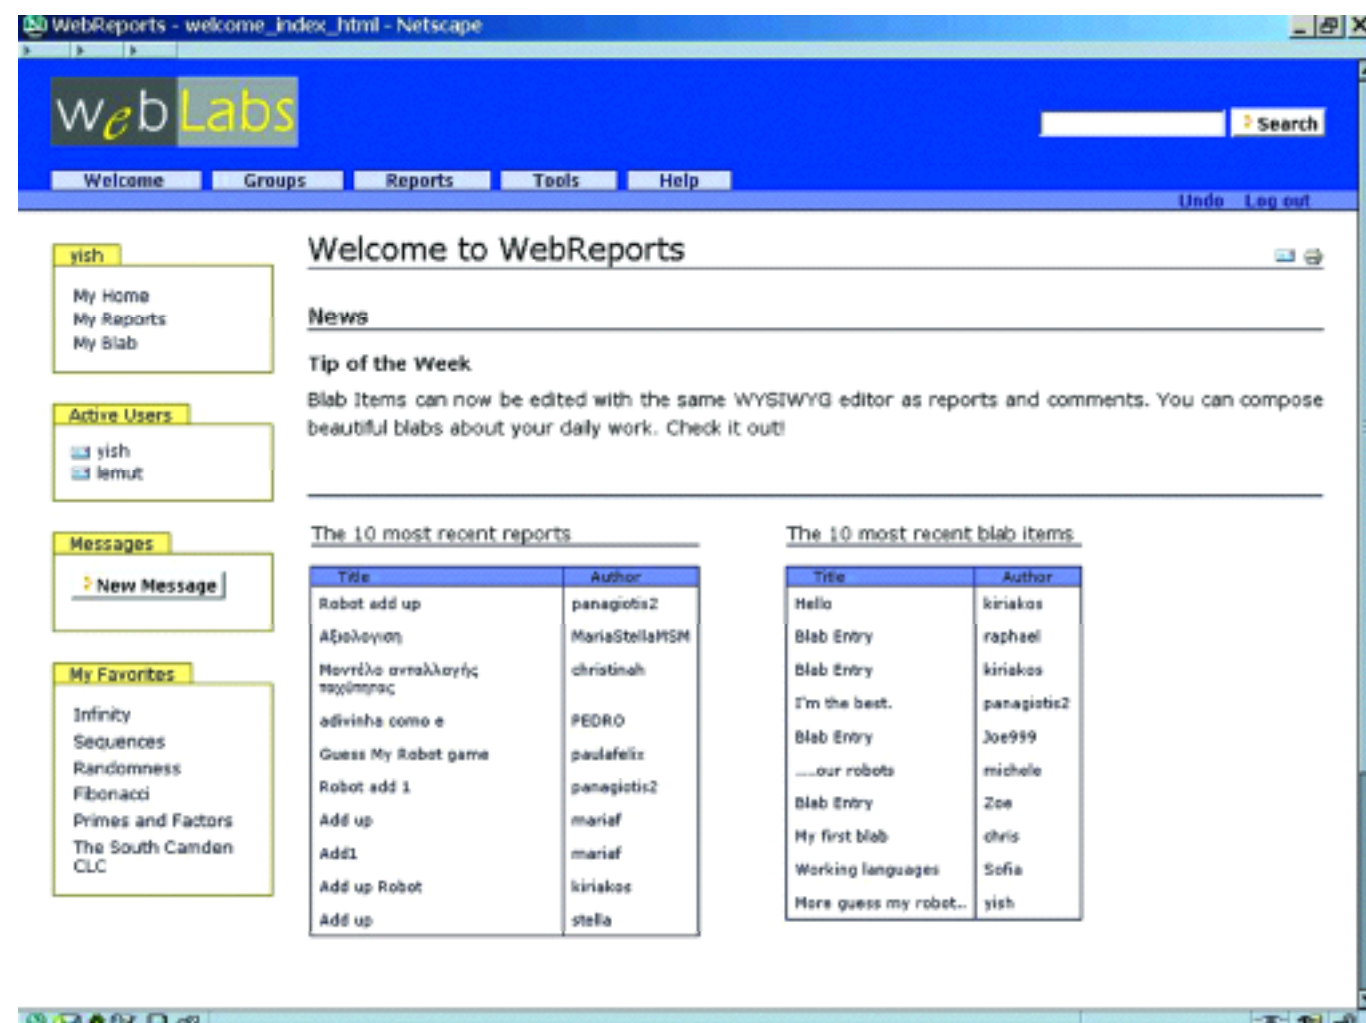 WebReports - welcome_index_html - Netscape
webLabs
Search
Welcome Groups Reports Tools Help
Undo Log out
yish
My Home
My Reports
My Blab
Active Users
yish
lemut
Messages
New Message
My Favorites
Infinity
Sequences
Randomness
Fibonacci
Primes and Factors
The South Camden
CLC
Welcome to WebReports
News
Tip of the Week
Blab Items can now be edited with the same WYSIWYG editor as reports and comments. You can compose
beautiful blabs about your daily work. Check it out!
The 10 most recent reports
Title Author
Robot add up panagiotis2
Αξιολογιση MariaStellaMSM
Μοντέλο ανταλλαγής christinah
ταχύτητας
adivinha como e PEDRO
Guess My Robot game paulafelix
Robot add 1 panagiotis2
Add up mariaf
Add1 mariaf
Add up Robot kiriakos
Add up stella
The 10 most recent blab items
Title Author
Hello kiriakos
Blab Entry raphael
Blab Entry kiriakos
I'm the best. panagiotis2
Blab Entry Joe999
.....our robots michele
Blab Entry Zoe
My first blab chris
Working languages Sofia
More guess my robot.. yish